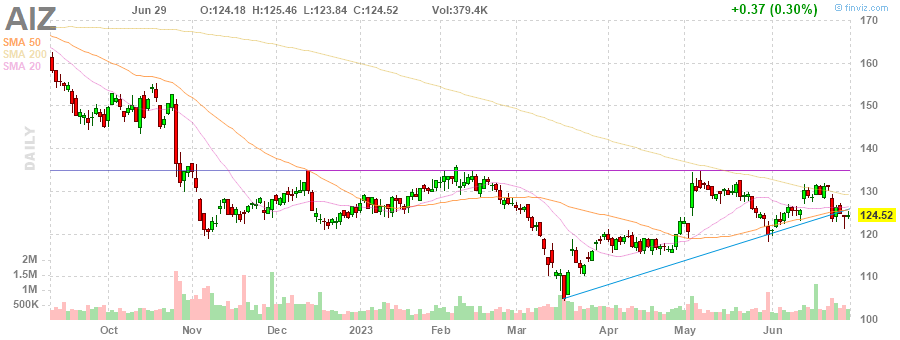 AIZ Jun 29 O:124.18 H:125.46 L:123.84 C:124.52 Vol:379.4K +0.37 (0.30%) finviz.com
SMA 50
SMA 200
SMA 20
DAILY
170
160
150
140
130
124.52
120
110
100
2M
1.5M
1M
500K
Oct Nov Dec 2023 Feb Mar Apr May Jun